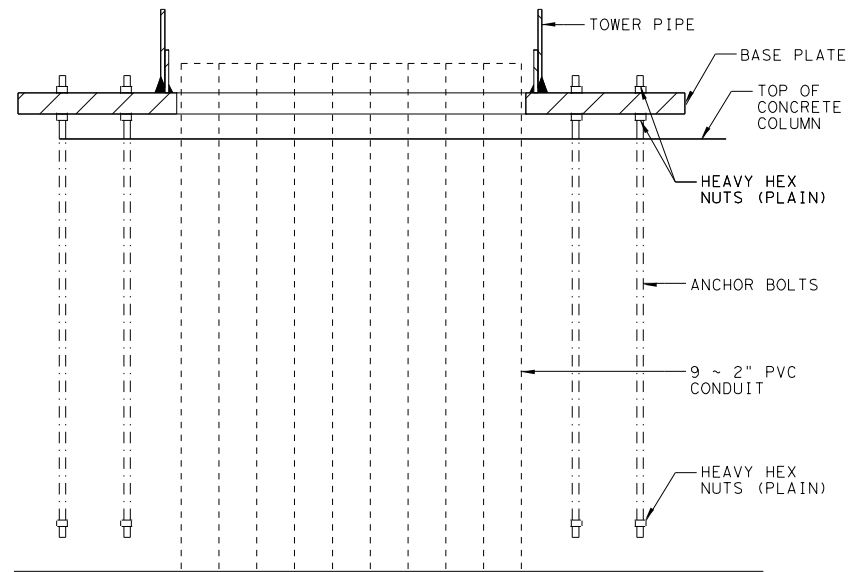 TOWER PIPE
BASE PLATE
TOP OF
CONCRETE
COLUMN
HEAVY HEX
NUTS (PLAIN)
ANCHOR BOLTS
9 ~ 2" PVC
CONDUIT
HEAVY HEX
NUTS (PLAIN)